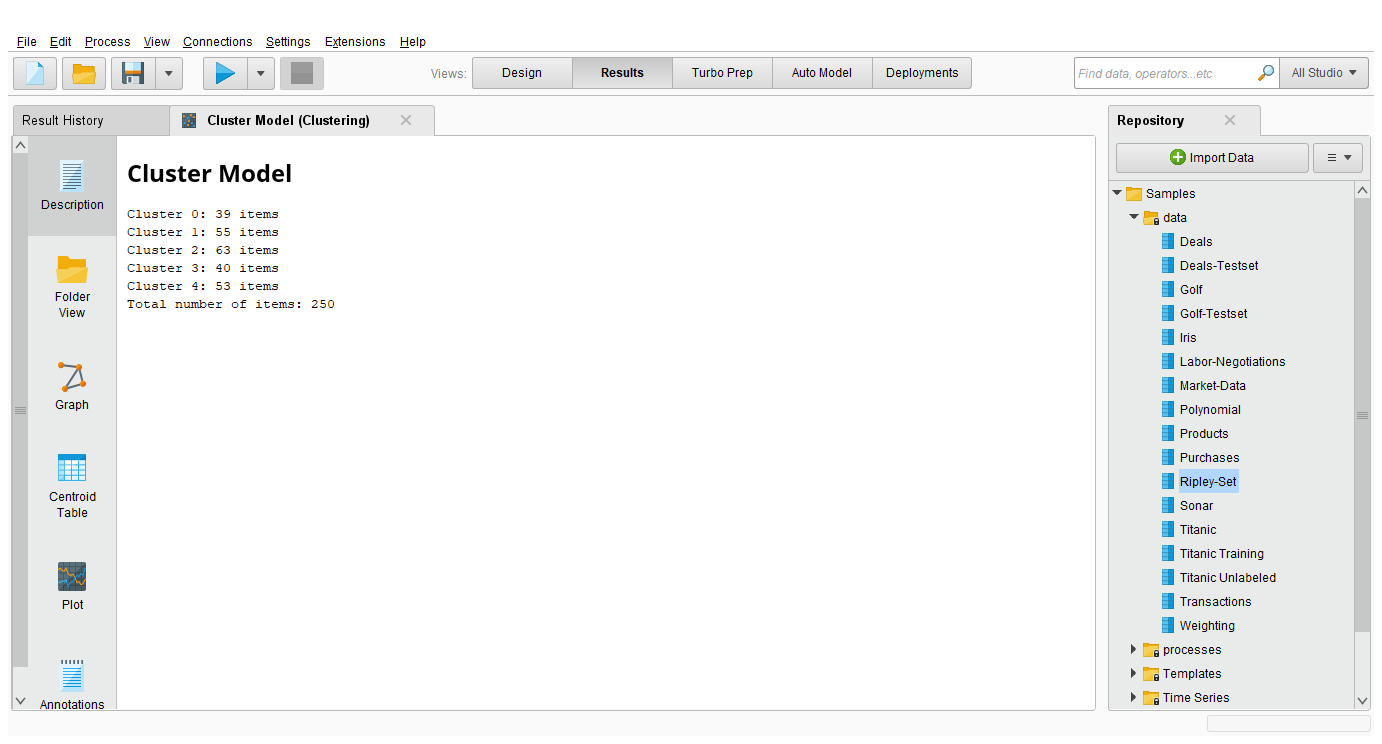 File Edit Process View Connections Settings Extensions Help
Views: Design Results Turbo Prep Auto Model Deployments Find data, operators...etc All Studio
Result History Cluster Model (Clustering)
Description
Folder
View
Graph
Centroid
Table
Plot
Annotations
Cluster Model
Cluster 0: 39 items
Cluster 1: 55 items
Cluster 2: 63 items
Cluster 3: 40 items
Cluster 4: 53 items
Total number of items: 250
Repository
Import Data
Samples
data
Deals
Deals-Testset
Golf
Golf-Testset
Iris
Labor-Negotiations
Market-Data
Polynomial
Products
Purchases
Ripley-Set
Sonar
Titanic
Titanic Training
Titanic Unlabeled
Transactions
Weighting
processes
Templates
Time Series